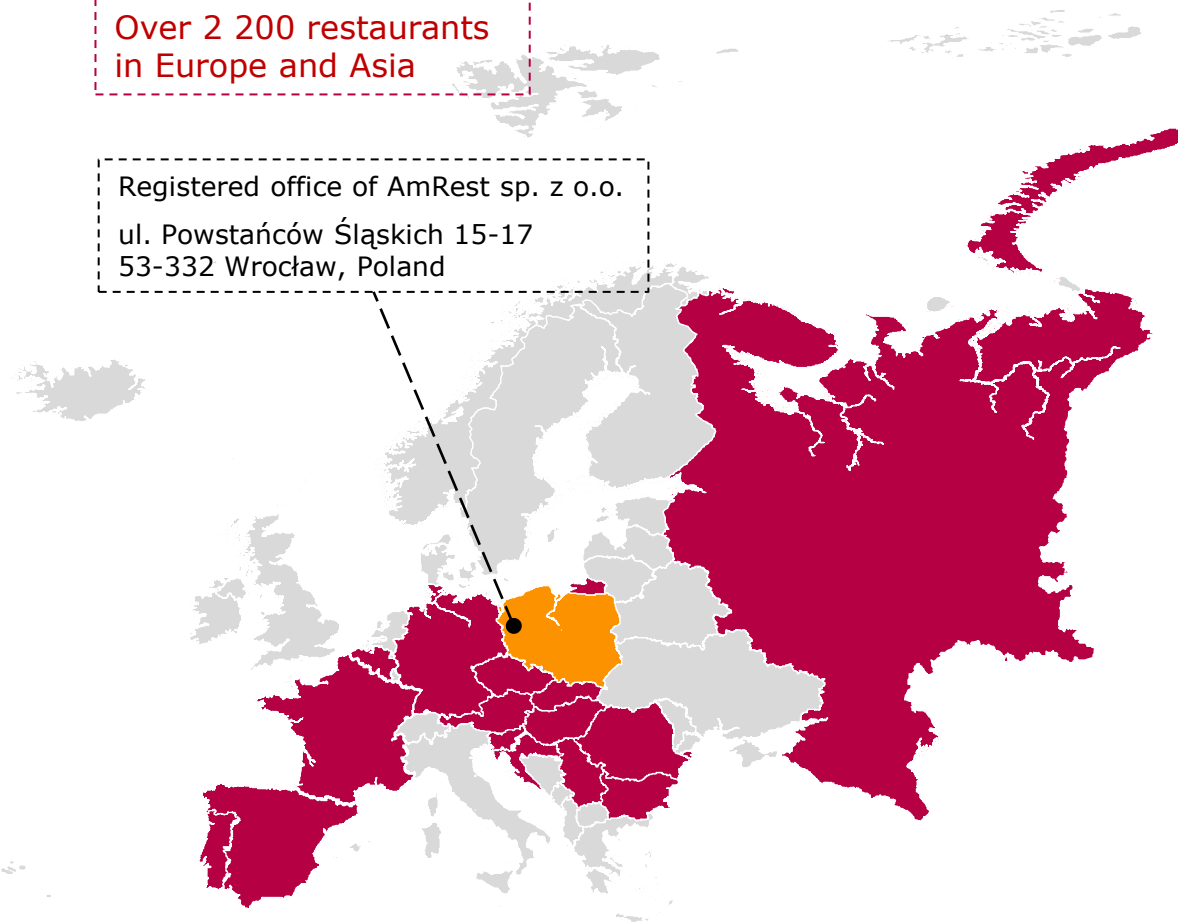 Over 2 200 restaurants
in Europe and Asia
Registered office of AmRest sp. z o.o.
ul. Powstańców Śląskich 15-17
53-332 Wrocław, Poland